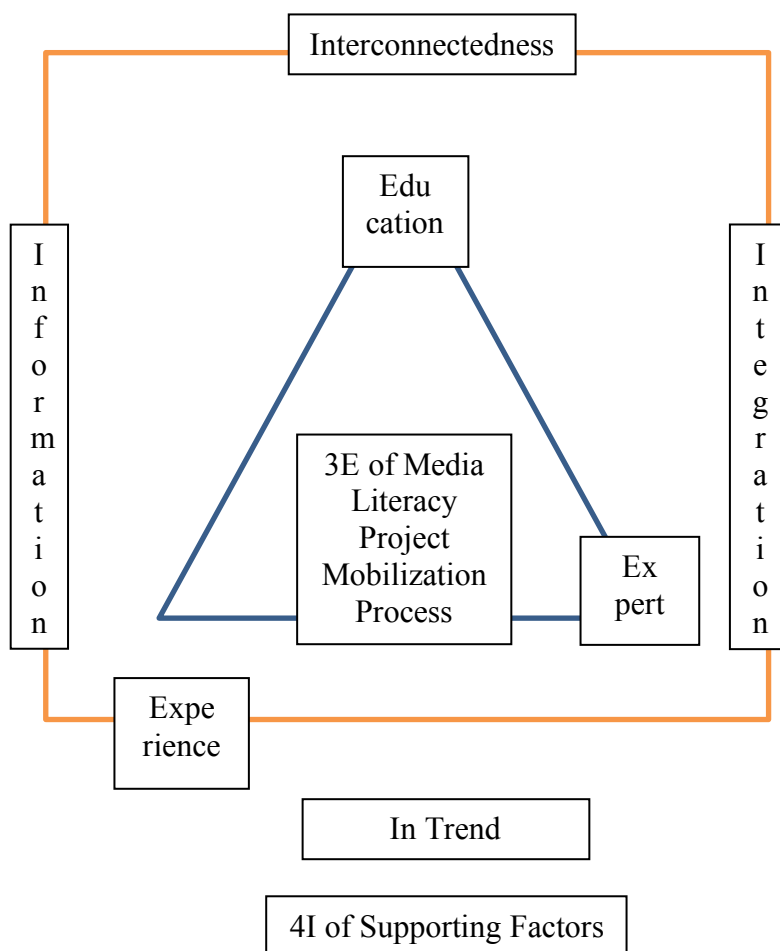 Interconnectedness
Edu
cation
I
n
f
o
r
m
a
t
i
o
n
I
n
t
e
g
r
a
t
i
o
n
3E of Media
Literacy
Project
Mobilization
Process
Ex
pert
Expe
rience
In Trend
4I of Supporting Factors